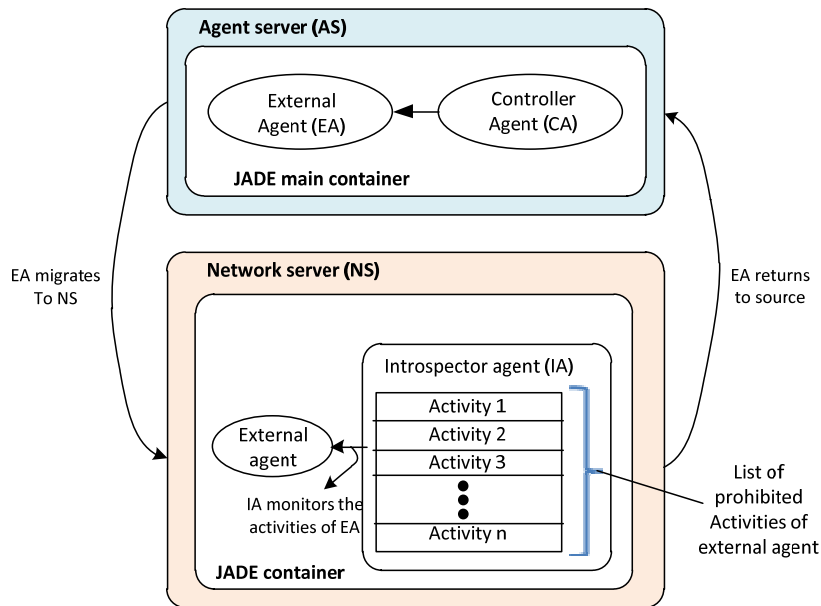 Agent server (AS)
External
Agent (EA)
Controller
Agent (CA)
JADE main container
EA migrates
To NS
EA returns
to source
Network server (NS)
Introspector agent (IA)
Activity 1
Activity 2
Activity 3
Activity n
External
agent
IA monitors the
activities of EA
JADE container
List of
prohibited
Activities of
external agent